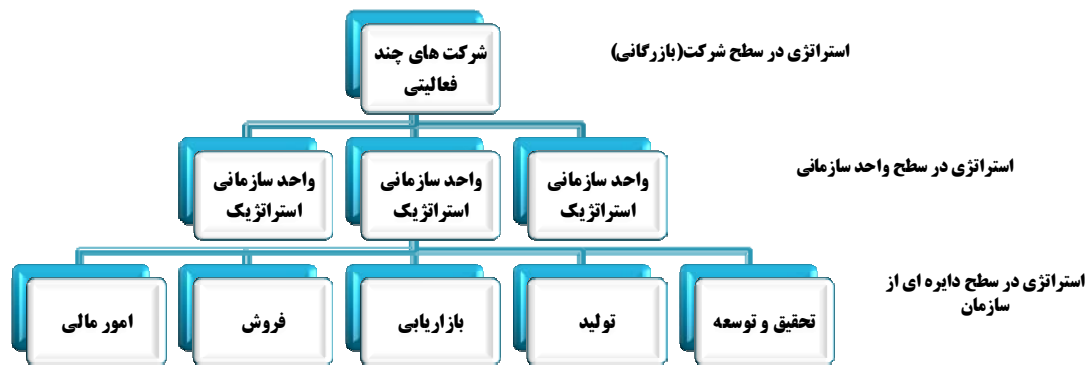 استراتژی در سطح شرکت(بازرگانی)
شرکت های چند
فعالیتی
استراتژی در سطح واحد سازمانی
واحد سازمانی
استراتژیک
واحد سازمانی
استراتژیک
واحد سازمانی
استراتژیک
استراتژی در سطح دایره ای از
سازمان
تحقیق و توسعه
تولید
بازاریابی
فروش
امور مالی